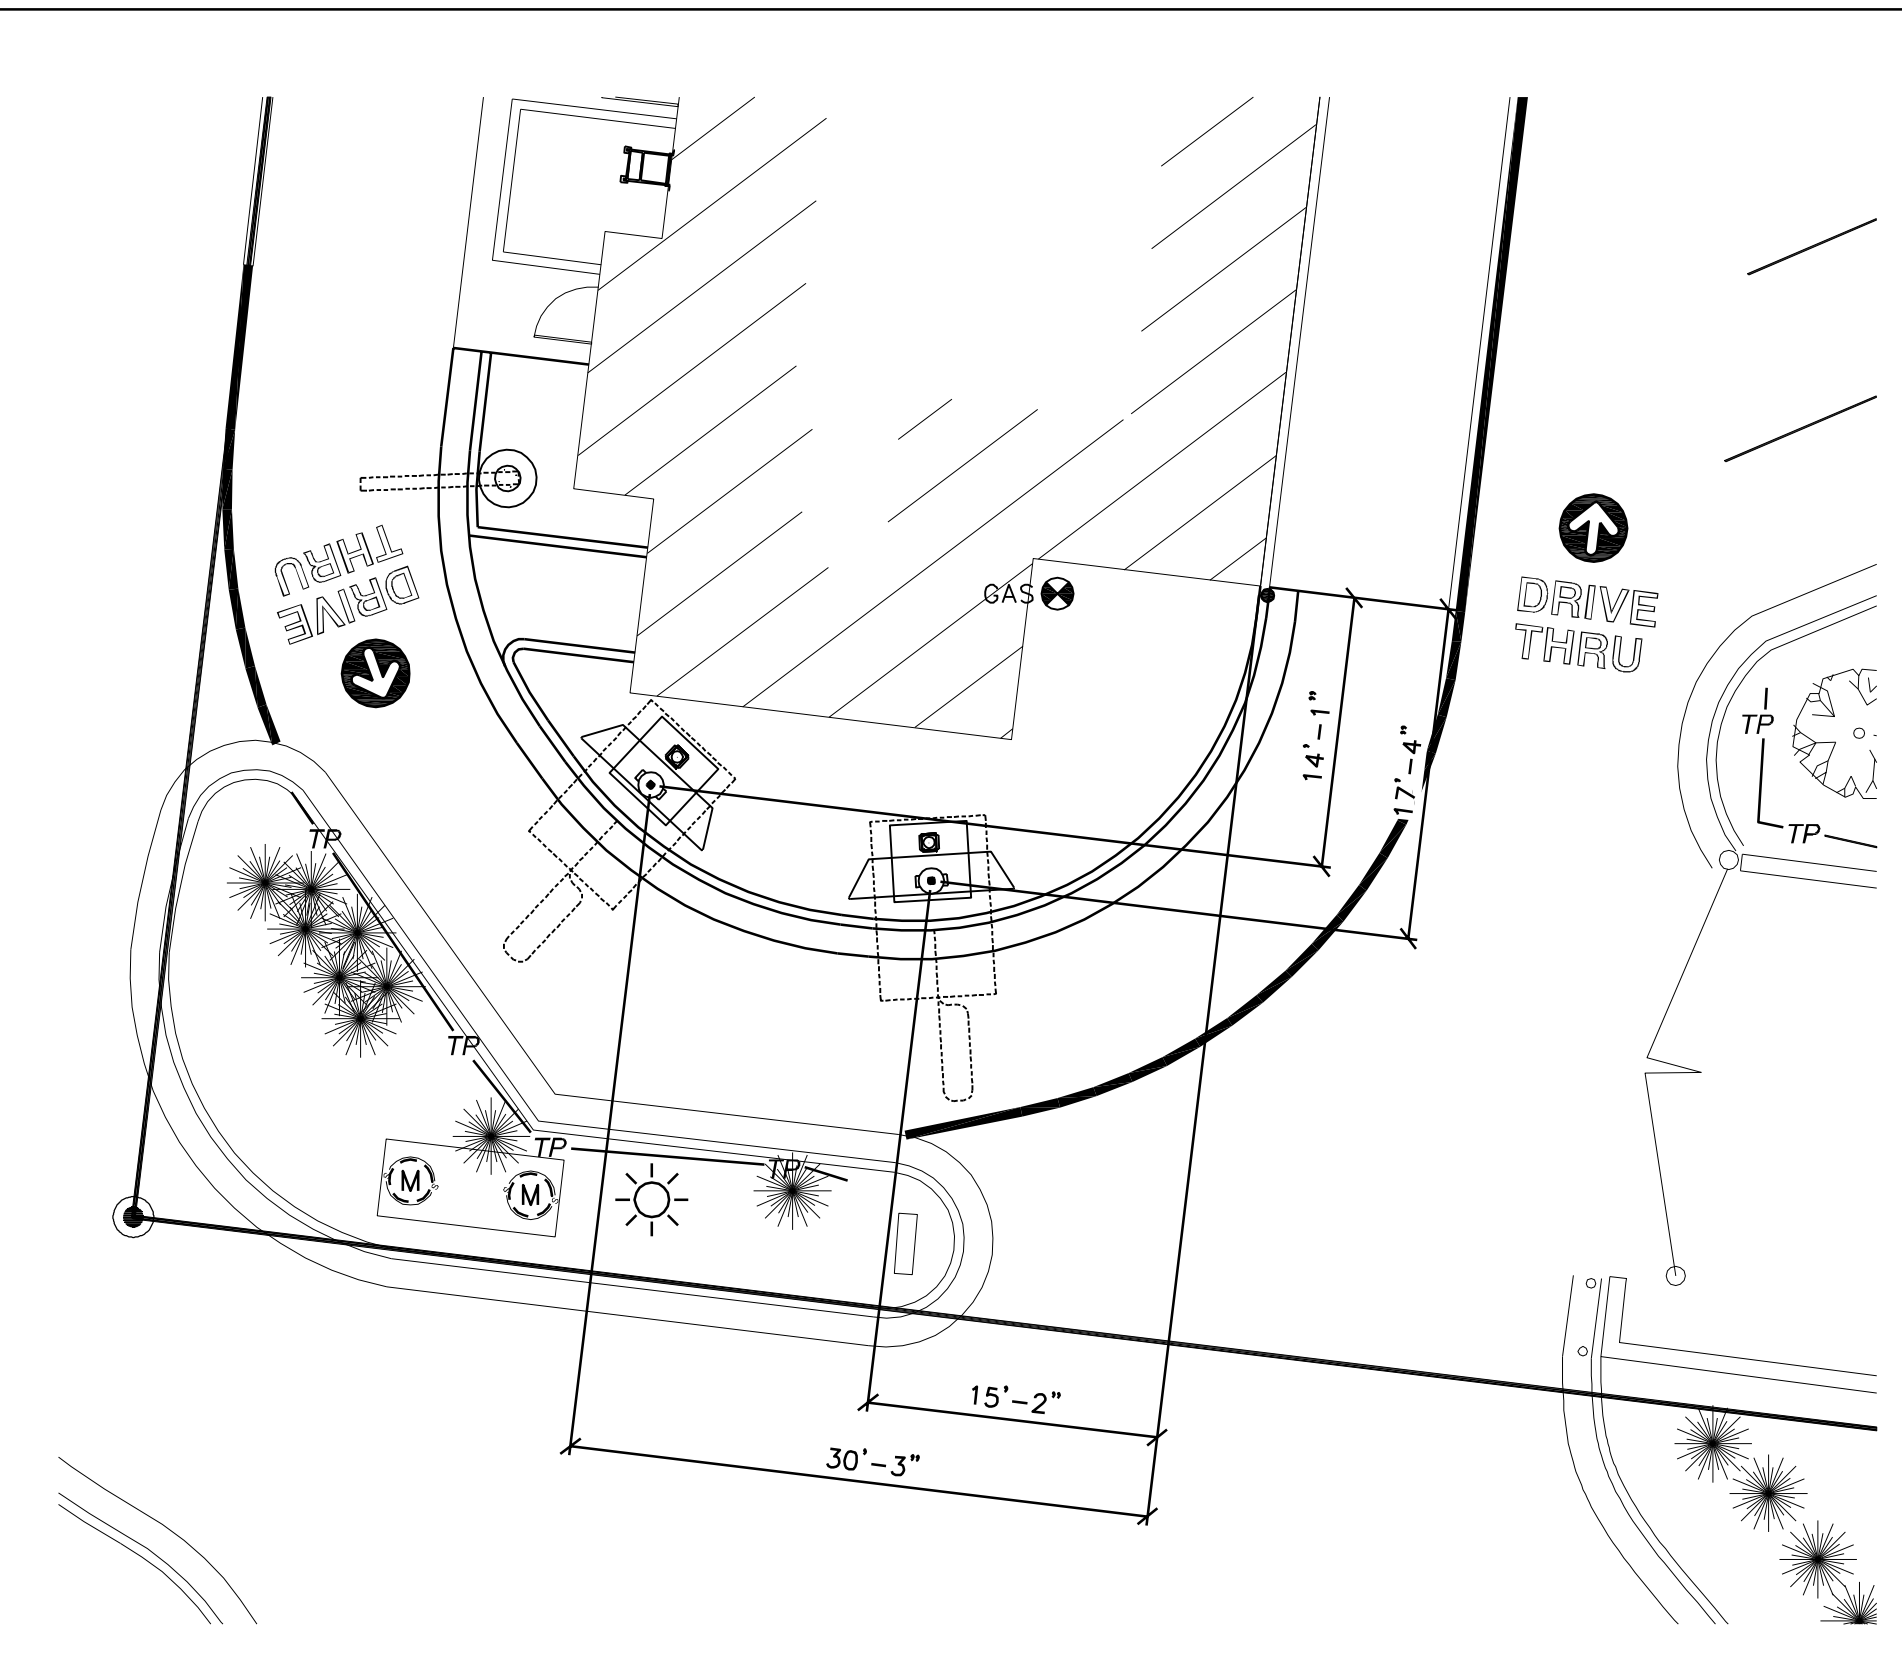 THRU
DRIVE
GAS
DRIVE
THRU
14'-1"
17'-4"
TP
TP
TP
TP
TP
TP
M
M
15'-2"
30'-3"